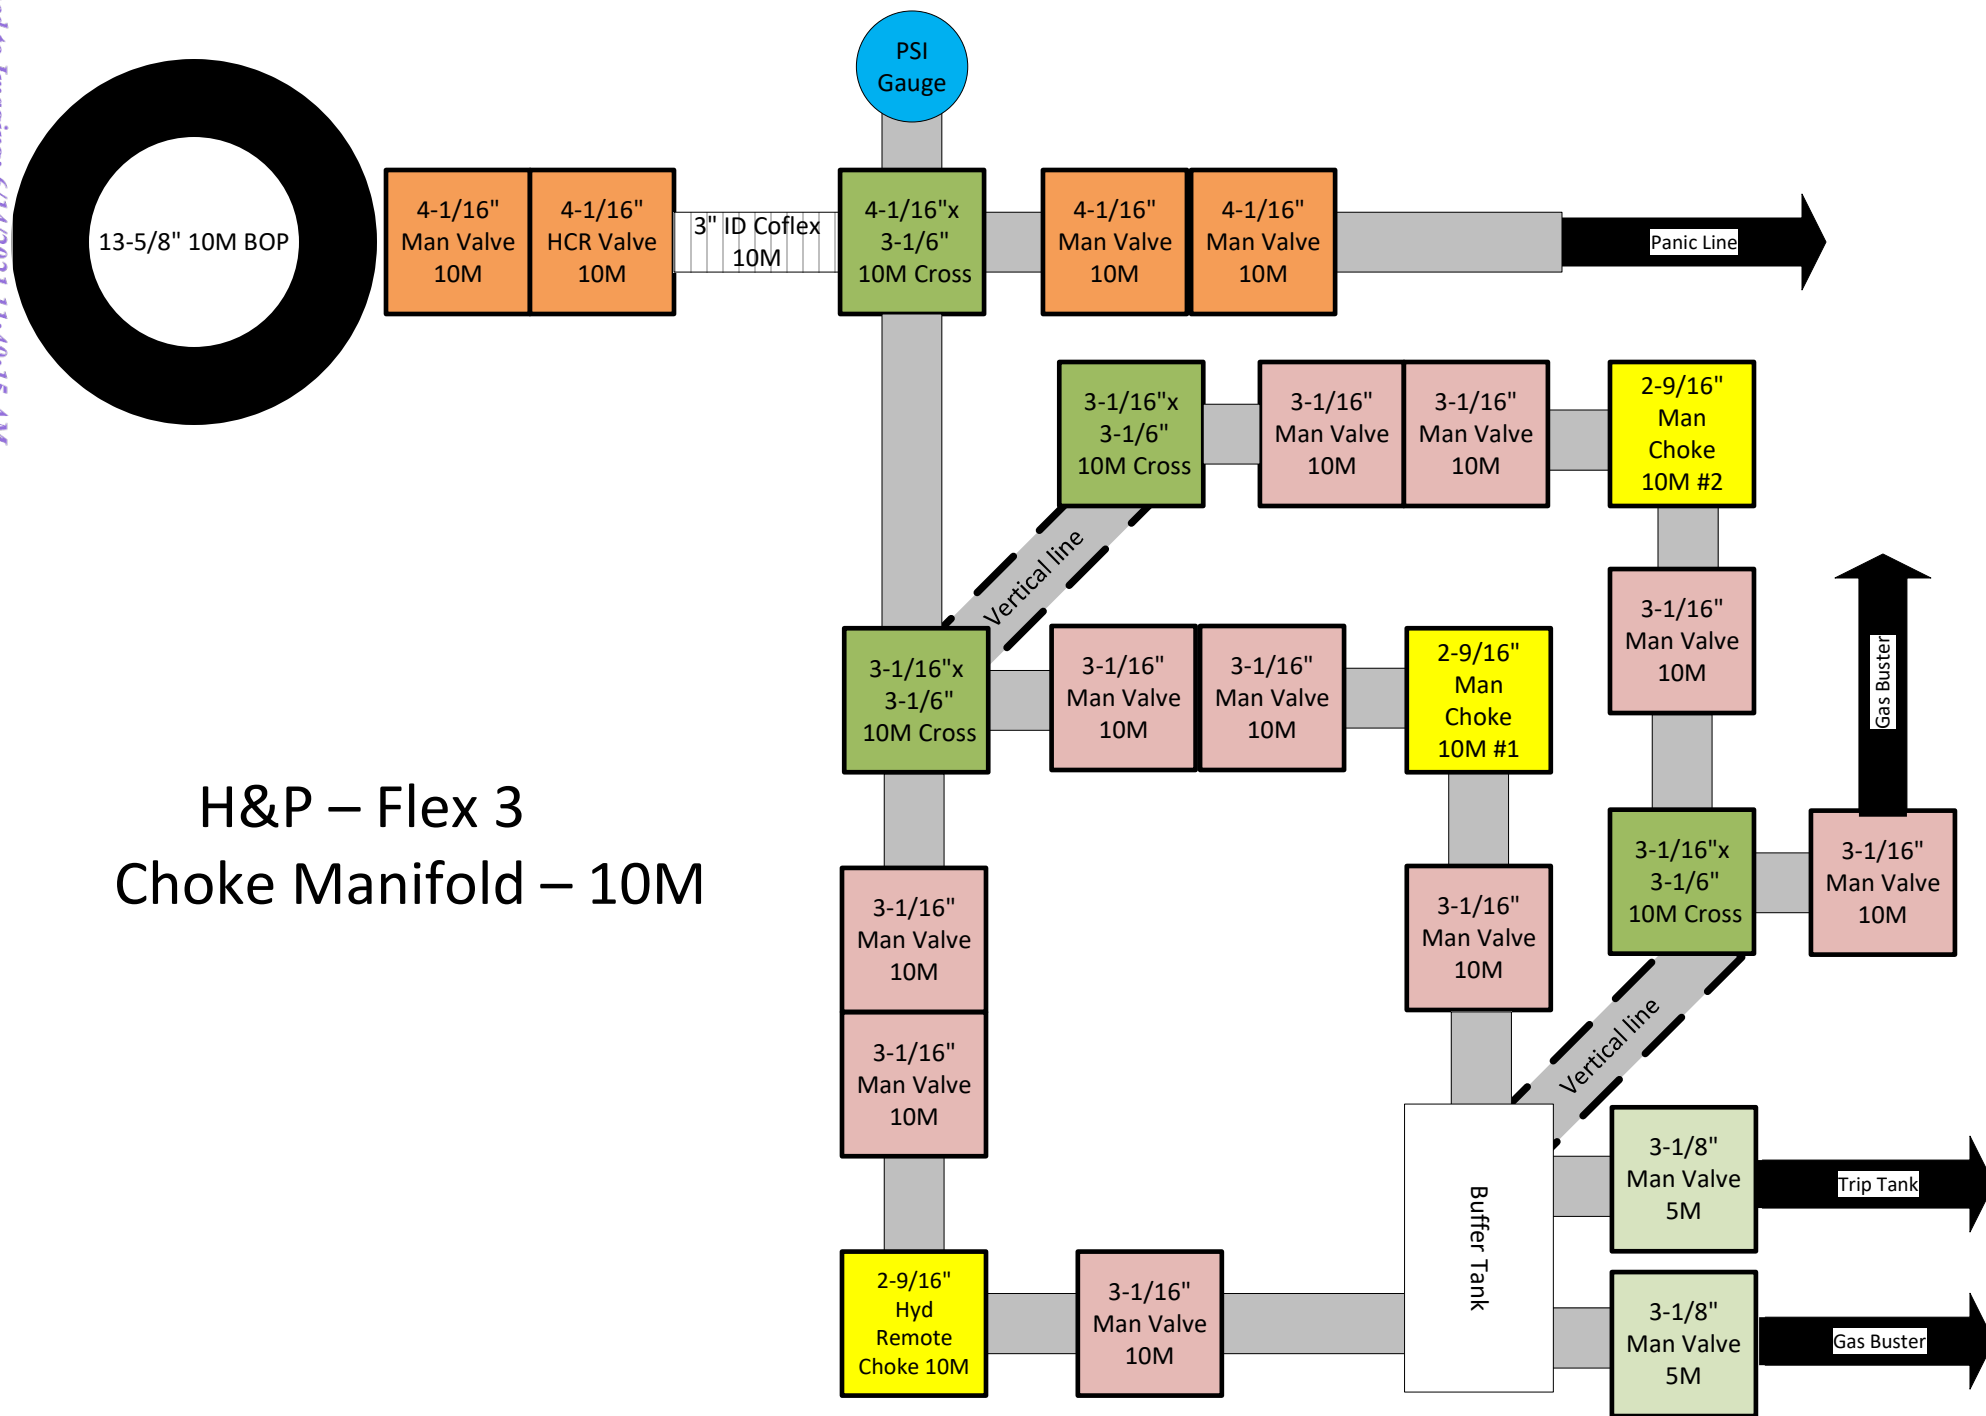 PSI
Gauge
13-5/8" 10M BOP
4-1/16"
Man Valve
10M
4-1/16"
HCR Valve
10M
3" ID Coflex
10M
4-1/16"x
3-1/6"
10M Cross
4-1/16"
Man Valve
10M
4-1/16"
Man Valve
10M
Panic Line
3-1/16"x
3-1/6"
10M Cross
3-1/16"
Man Valve
10M
3-1/16"
Man Valve
10M
2-9/16"
Man
Choke
10M #2
Vertical line
3-1/16"
Man Valve
10M
Gas Buster
3-1/16"x
3-1/6"
10M Cross
3-1/16"
Man Valve
10M
3-1/16"
Man Valve
10M
2-9/16"
Man
Choke
10M #1
H&P – Flex 3
Choke Manifold – 10M
3-1/16"
Man Valve
10M
3-1/16"
Man Valve
10M
3-1/16"x
3-1/6"
10M Cross
3-1/16"
Man Valve
10M
3-1/16"
Man Valve
10M
Vertical line
Buffer Tank
3-1/8"
Man Valve
5M
Trip Tank
2-9/16"
Hyd
Remote
Choke 10M
3-1/16"
Man Valve
10M
3-1/8"
Man Valve
5M
Gas Buster